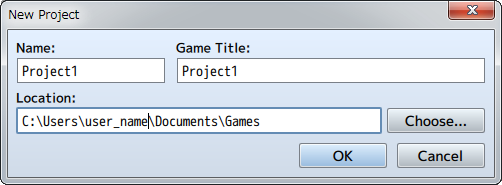 New Project
Name: Game Title:
Project1 Project1
Location:
C:\Users\user_name\Documents\Games Choose...
OK Cancel